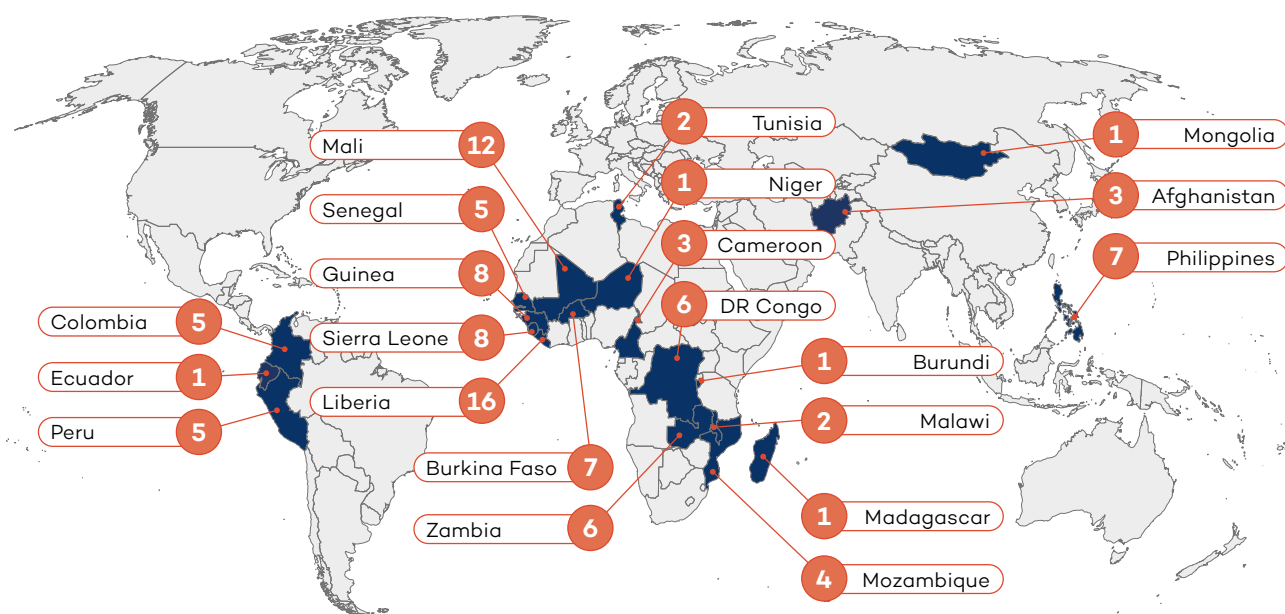 Mali 12
Senegal 5
Guinea 8
Sierra Leone 8
Liberia 16
Colombia 5
Ecuador 1
Peru 5
Burkina Faso 7
Zambia 6
2 Tunisia
1 Niger
3 Cameroon
6 DR Congo
1 Burundi
2 Malawi
1 Madagascar
4 Mozambique
1 Mongolia
3 Afghanistan
7 Philippines